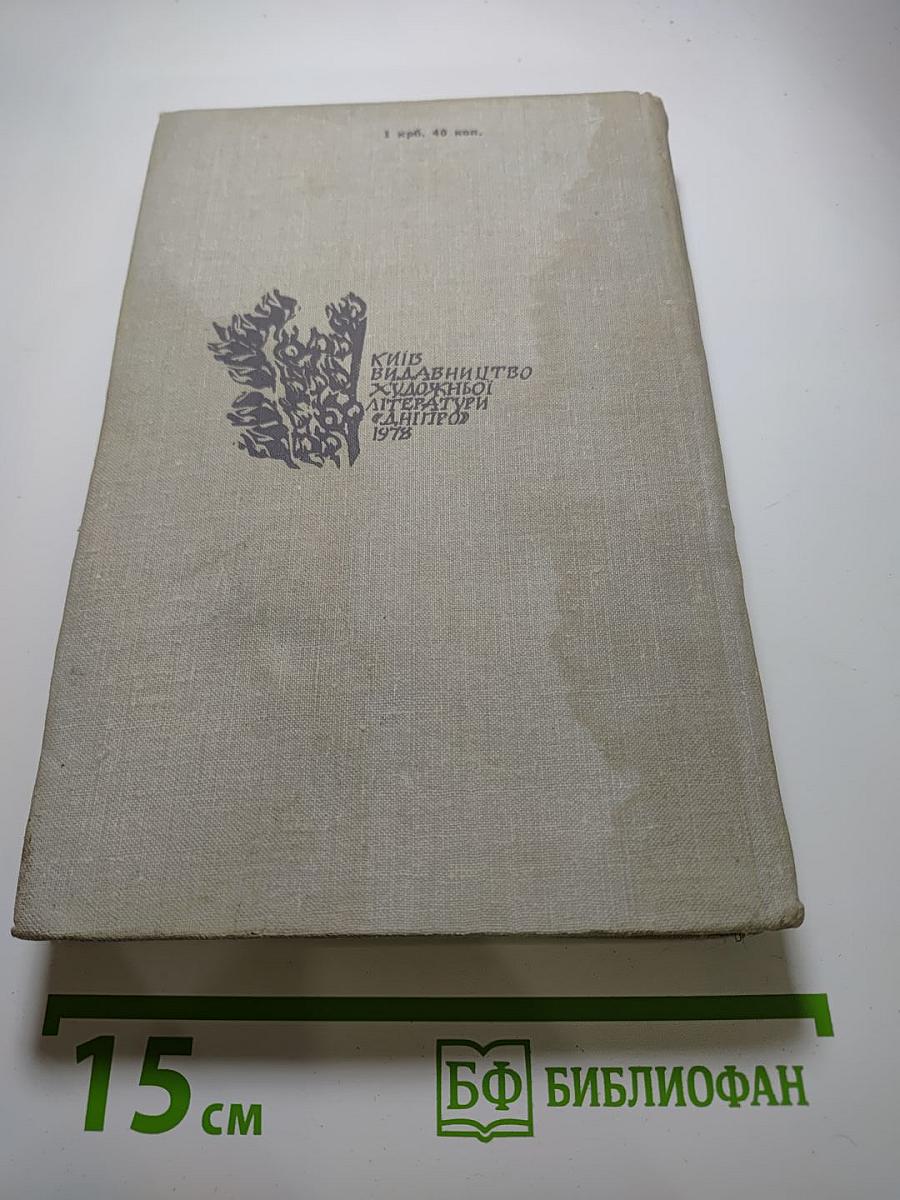 1 крб. 40 коп.
КИЇВ
ВИДАВНИЦТВО
ХУДОЖНЬОЇ
ЛІТЕРАТУРИ
«ДНІПРО»
1978
15 см
БФ БИБЛИОФАН